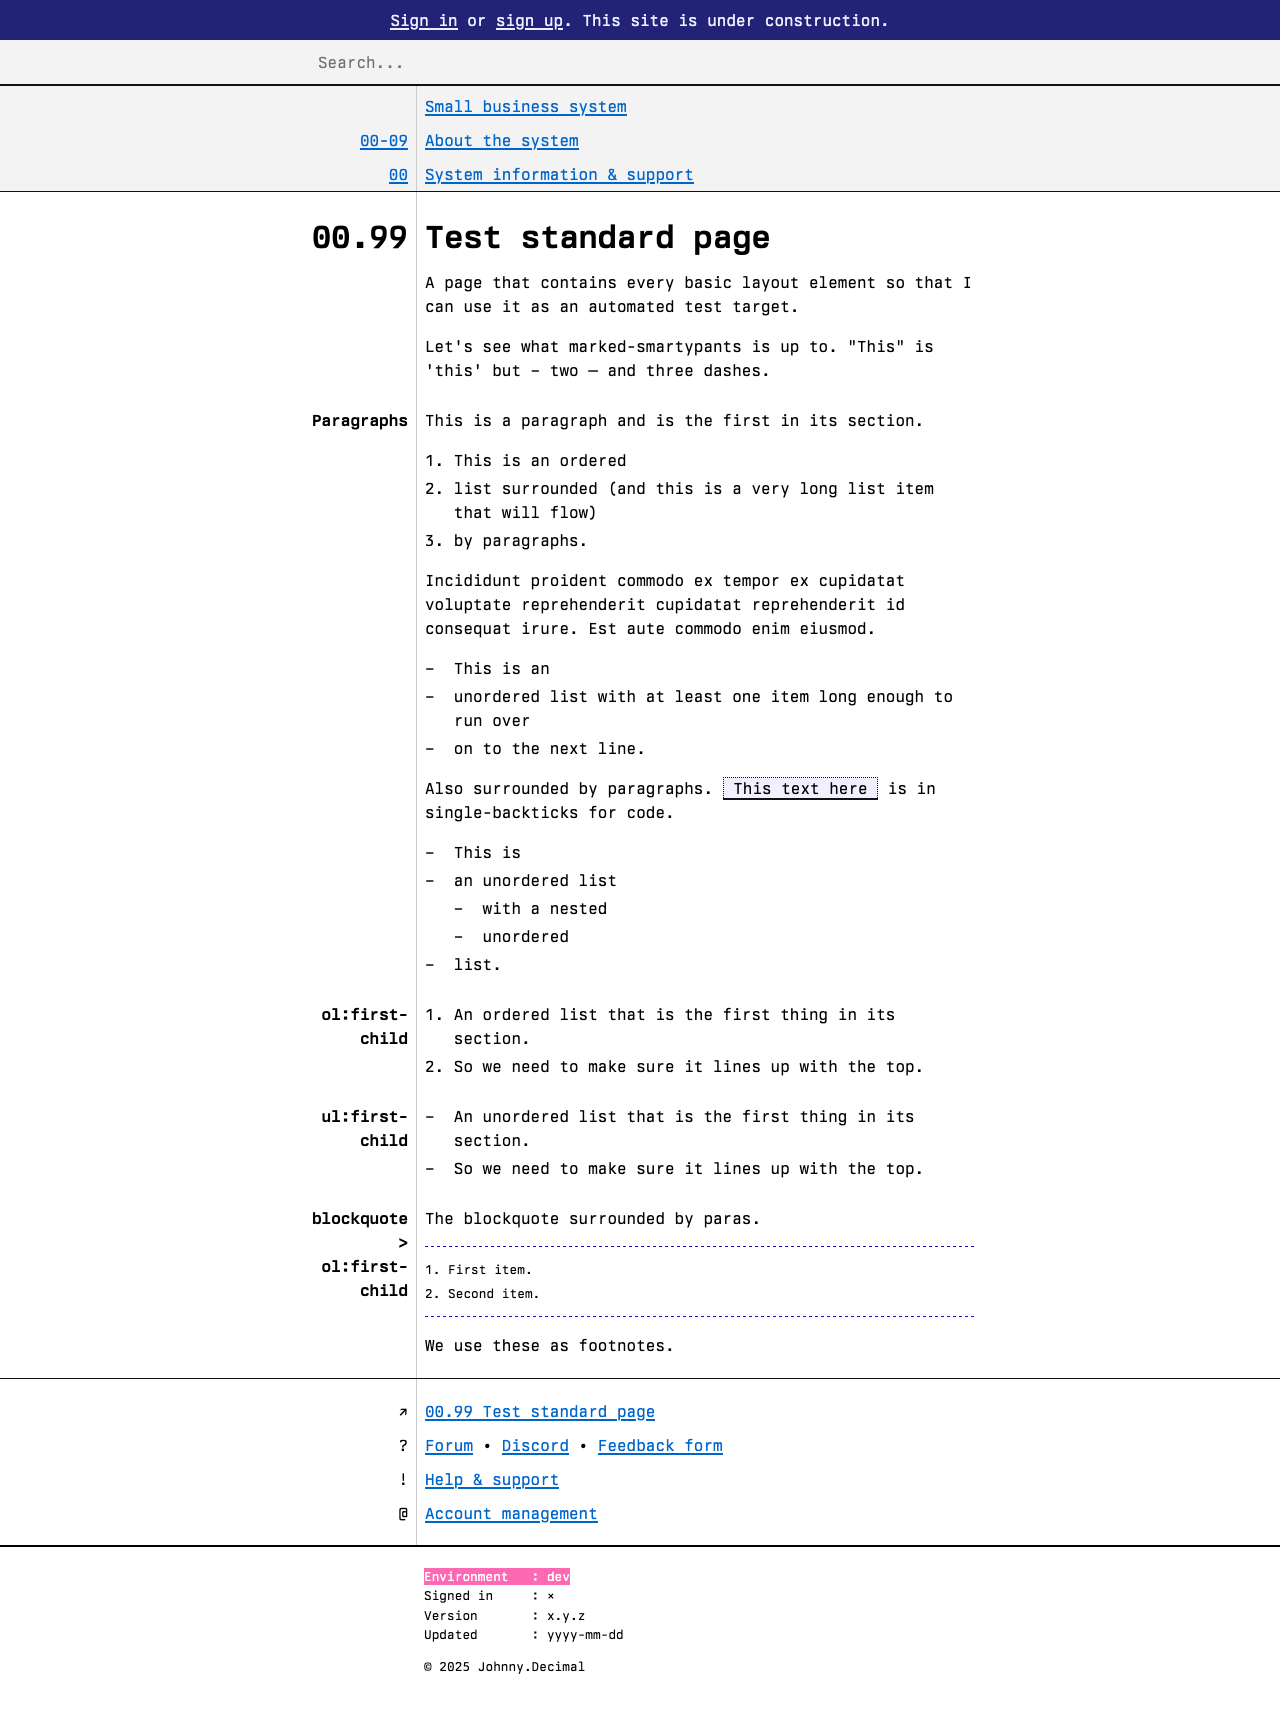 Sign in or sign up. This site is under construction.
Search...
Small business system
00-09 About the system
00 System information & support
00.99 Test standard page
A page that contains every basic layout element so that I
can use it as an automated test target.
Let's see what marked-smartypants is up to. "This" is
'this' but – two — and three dashes.
Paragraphs This is a paragraph and is the first in its section.
1. This is an ordered
2. list surrounded (and this is a very long list item
that will flow)
3. by paragraphs.
Incididunt proident commodo ex tempor ex cupidatat
voluptate reprehenderit cupidatat reprehenderit id
consequat irure. Est aute commodo enim eiusmod.
– This is an
– unordered list with at least one item long enough to
run over
– on to the next line.
Also surrounded by paragraphs. This text here is in
single-backticks for code.
– This is
– an unordered list
– with a nested
– unordered
– list.
ol:first-
child
1. An ordered list that is the first thing in its
section.
2. So we need to make sure it lines up with the top.
ul:first-
child
– An unordered list that is the first thing in its
section.
– So we need to make sure it lines up with the top.
blockquote
>
ol:first-
child
The blockquote surrounded by paras.
1. First item.
2. Second item.
We use these as footnotes.
↗ 00.99 Test standard page
? Forum • Discord • Feedback form
! Help & support
@ Account management
Environment : dev
Signed in : ×
Version : x.y.z
Updated : yyyy-mm-dd
© 2025 Johnny.Decimal